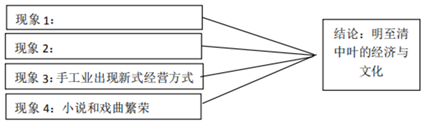 现象1：
现象2：
现象3：手工业出现新式经营方式
现象4：小说和戏曲繁荣
结论：明至清
中叶的经济与
文化